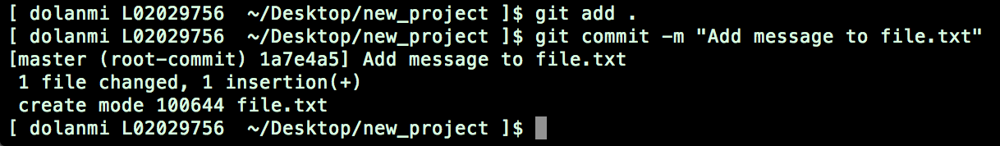 [ dolanmi L02029756  ~/Desktop/new_project ]$ git add .
[ dolanmi L02029756  ~/Desktop/new_project ]$ git commit -m "Add message to file.txt"
[master (root-commit) 1a7e4a5] Add message to file.txt
 1 file changed, 1 insertion(+)
 create mode 100644 file.txt
[ dolanmi L02029756  ~/Desktop/new_project ]$